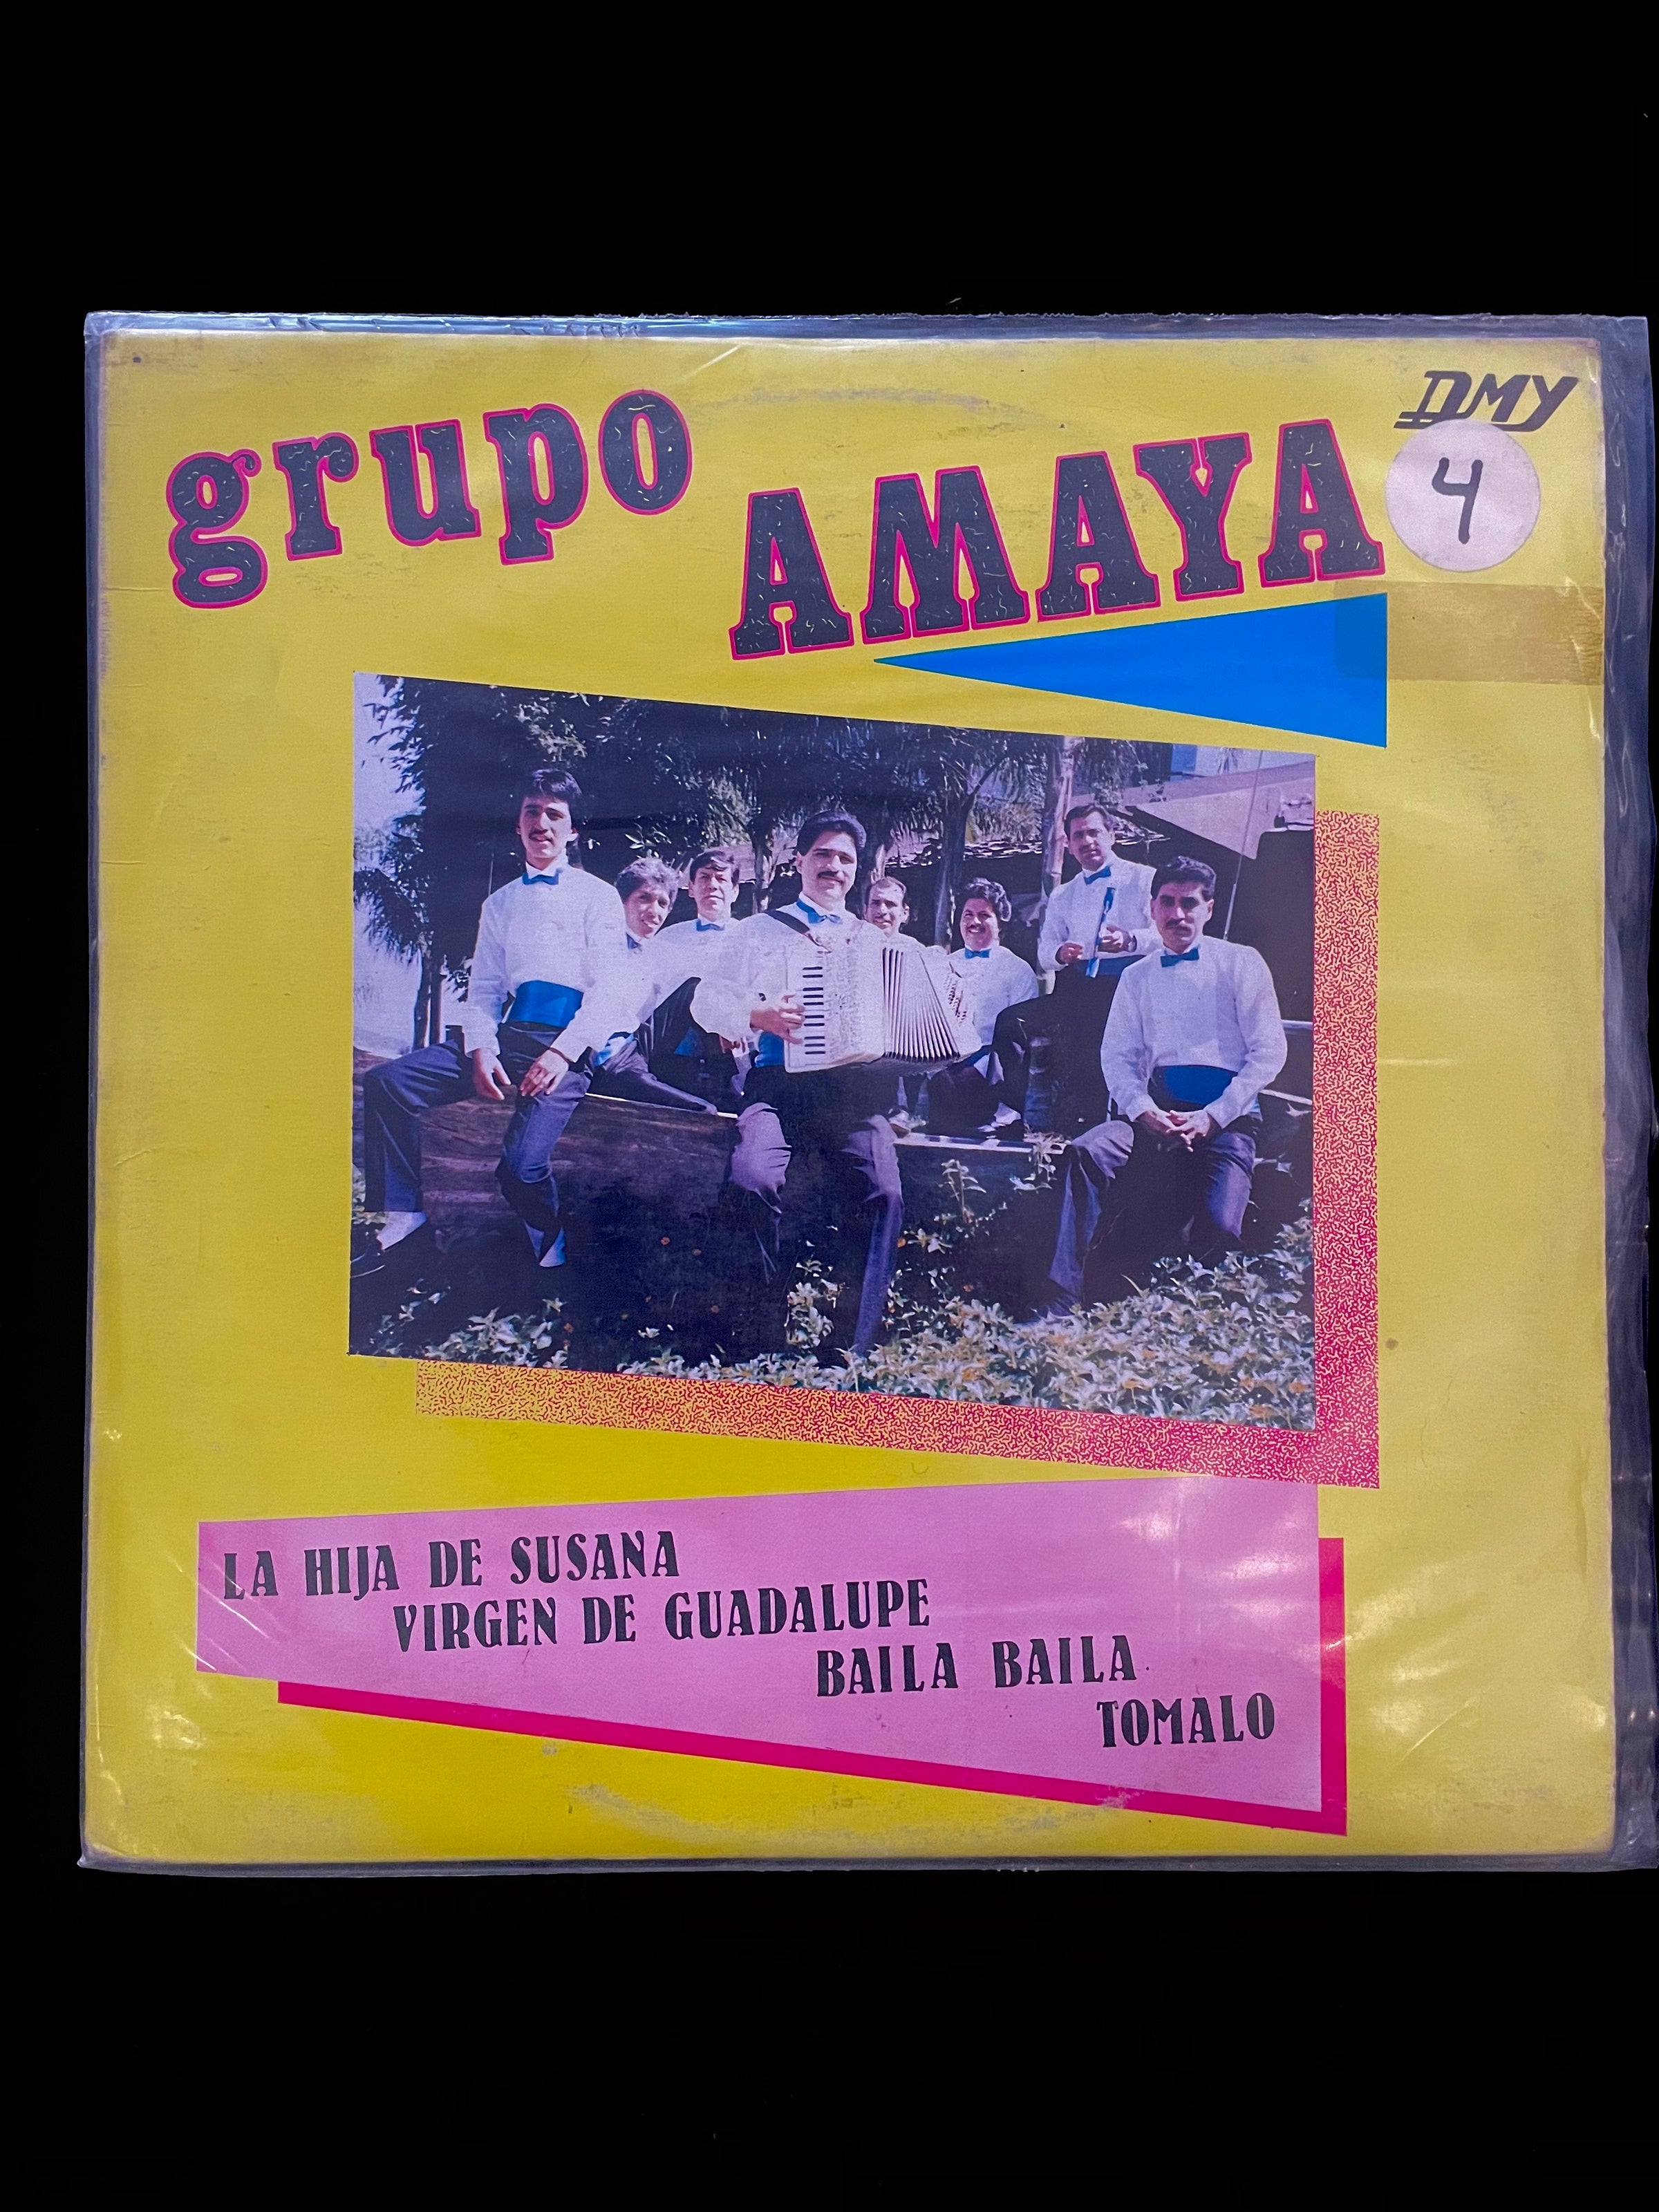 DMY
grupo
AMAYA
4
LA HIJA DE SUSANA
VIRGEN DE GUADALUPE
BAILA BAILA
TOMALO